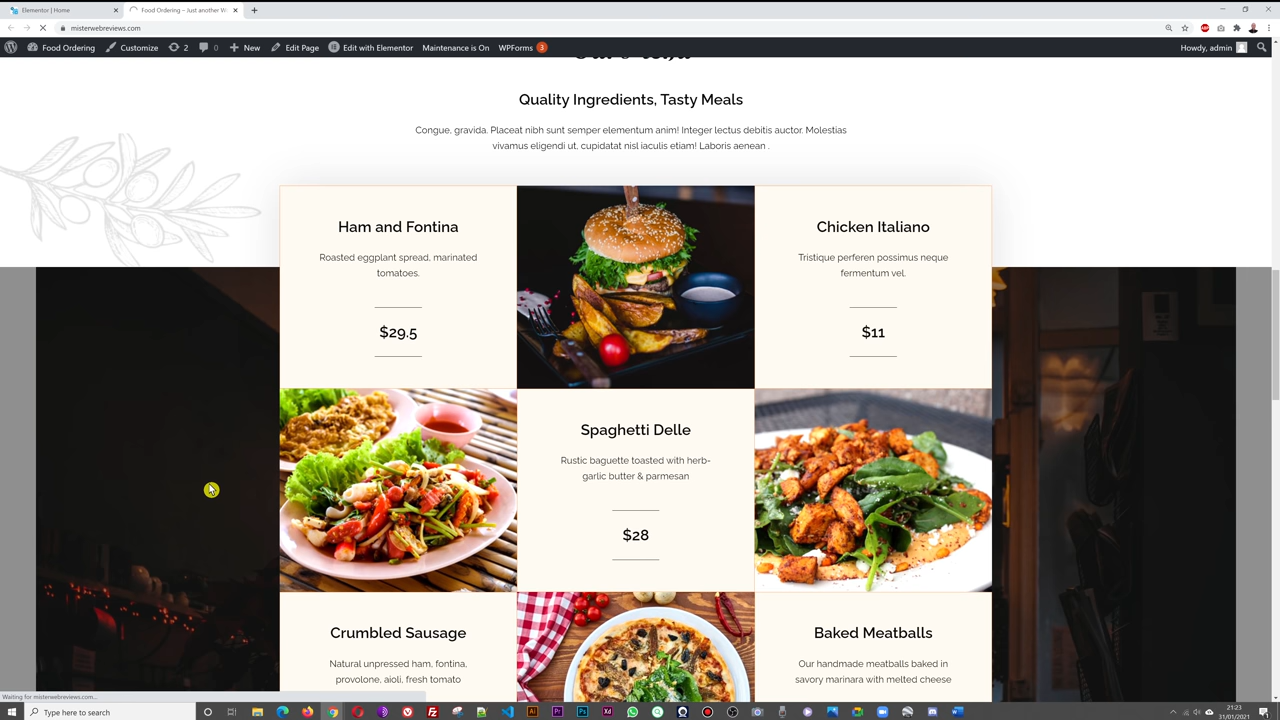 Elementor | Home
Food Ordering – Just another W
misterwebreviews.com
Food Ordering
Customize
2
0
New
Edit Page
Edit with Elementor
Maintenance is On
WPForms
3
Howdy, admin
Quality Ingredients, Tasty Meals
Congue, gravida. Placeat nibh sunt semper elementum anim! Integer lectus debitis auctor. Molestias
vivamus eligendi ut, cupidatat nisl iaculis etiam! Laboris aenean .
Ham and Fontina
Roasted eggplant spread, marinated
tomatoes.
$29.5
Chicken Italiano
Tristique perferen possimus neque
fermentum vel.
$11
Spaghetti Delle
Rustic baguette toasted with herb-
garlic butter & parmesan
$28
Crumbled Sausage
Natural unpressed ham, fontina,
provolone, aioli, fresh tomato
Baked Meatballs
Our handmade meatballs baked in
savory marinara with melted cheese
Waiting for misterwebreviews.com...
Type here to search
21:23
31/01/2021